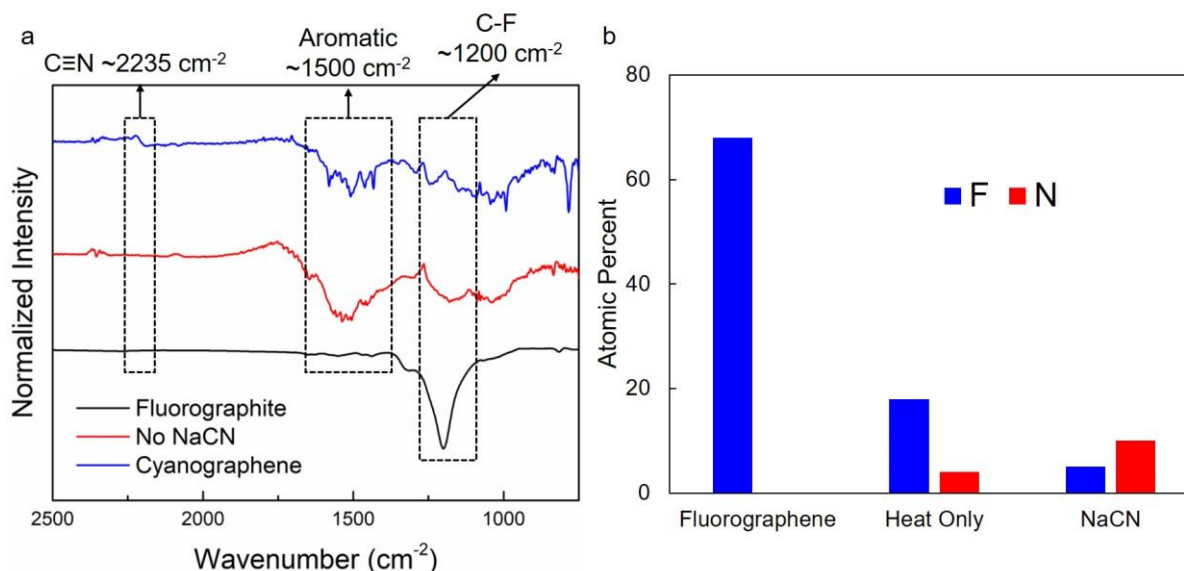 a
C≡N ~2235 cm⁻²
Aromatic
~1500 cm⁻²
C-F
~1200 cm⁻²
Normalized Intensity
Fluorographite
No NaCN
Cyanographene
2500 2000 1500 1000
Wavenumber (cm⁻²)
b
80
60
40
20
0
Atomic Percent
F N
Fluorographene Heat Only NaCN